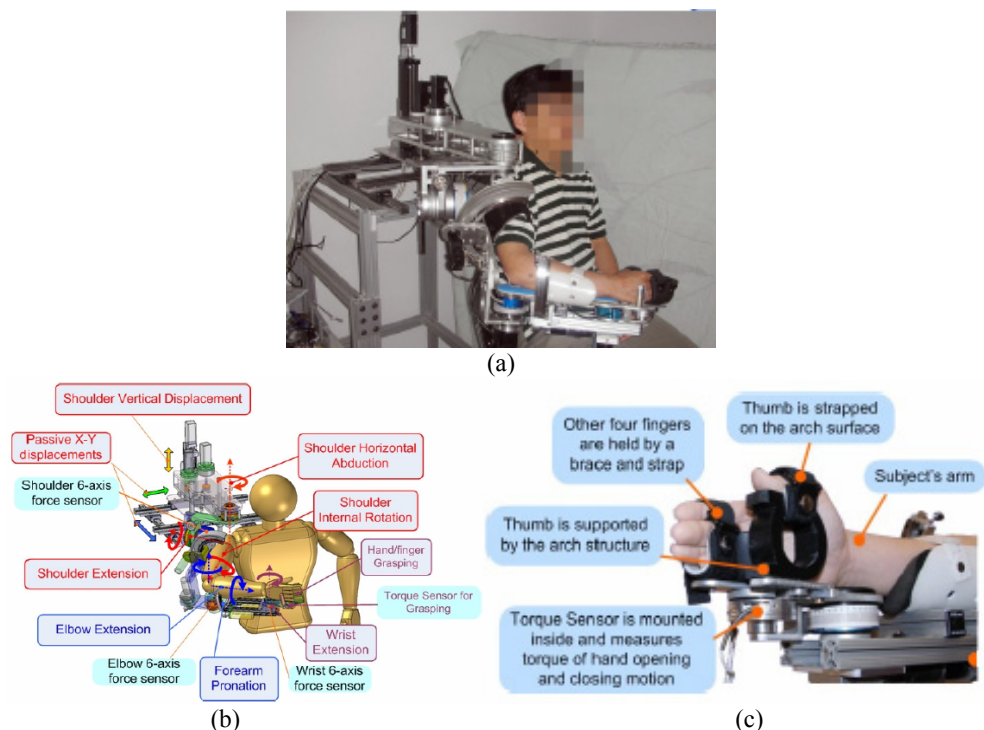 (a)
Shoulder Vertical Displacement
Passive X-Y
displacements
Shoulder 6-axis
force sensor
Shoulder Horizontal
Abduction
Shoulder
Internal Rotation
Shoulder Extension
Hand/finger
Grasping
Torque Sensor for
Grasping
Elbow Extension
Wrist
Extension
Elbow 6-axis
force sensor
Forearm
Pronation
Wrist 6-axis
force sensor
(b)
Other four fingers
are held by a
brace and strap
Thumb is strapped
on the arch surface
Subject's arm
Thumb is supported
by the arch structure
Torque Sensor is mounted
inside and measures
torque of hand opening
and closing motion
(c)